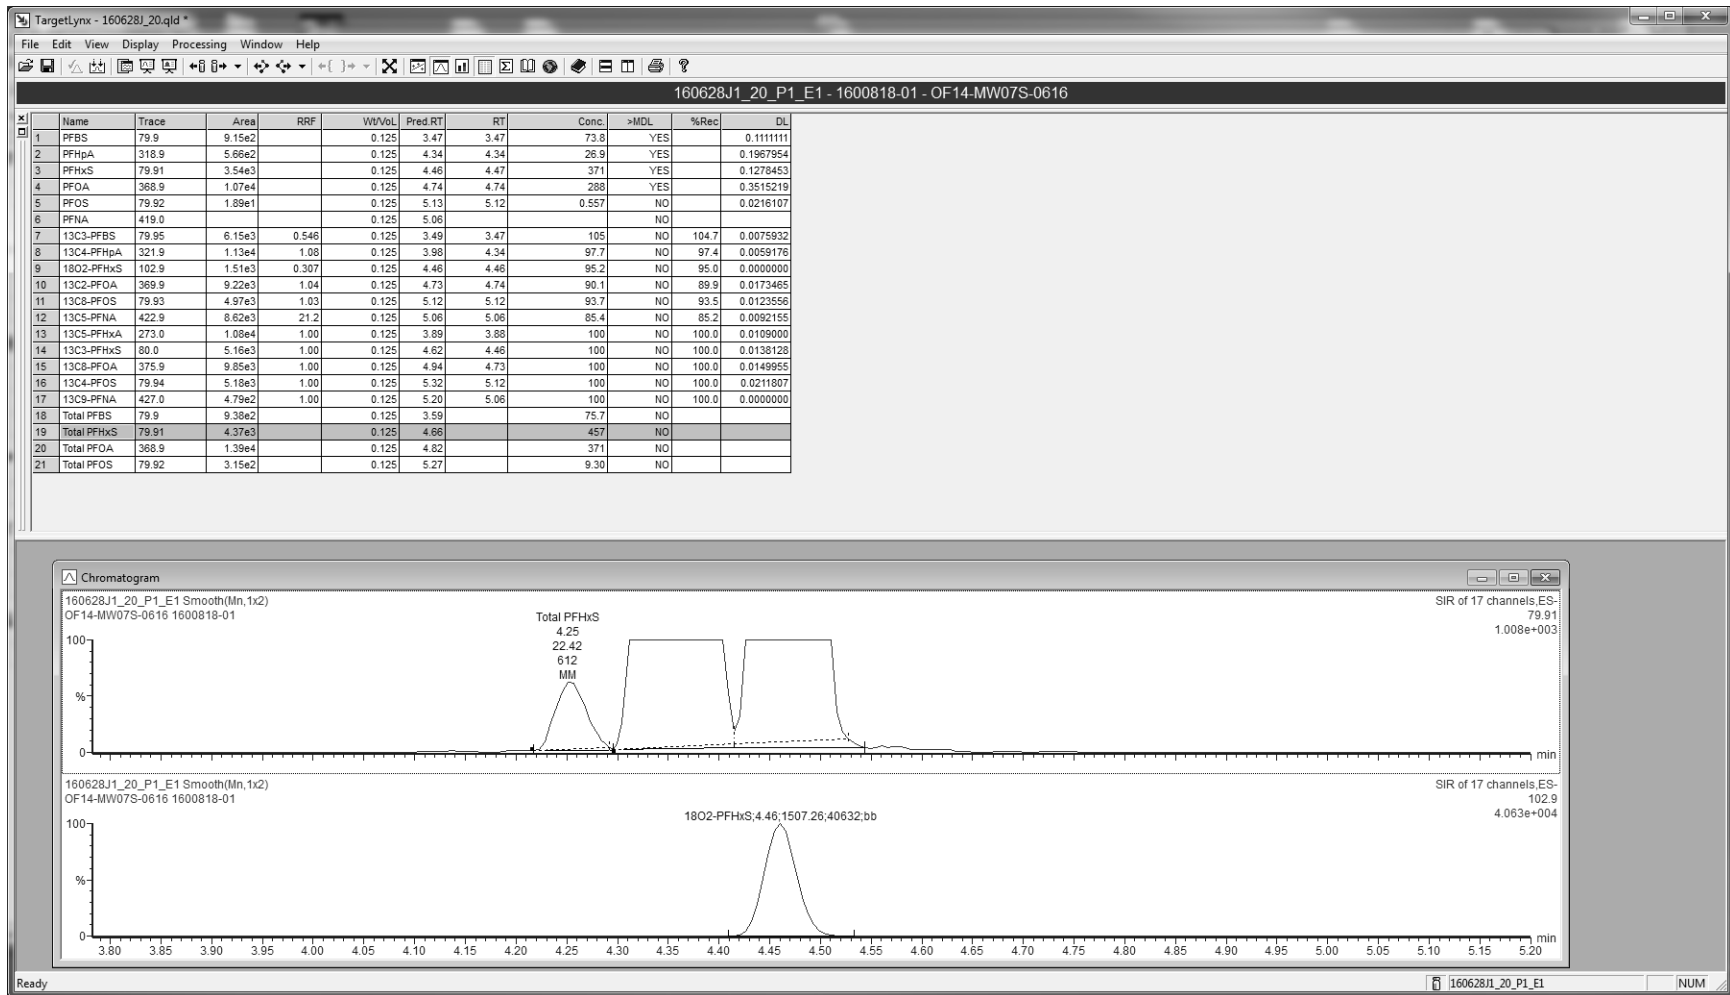 TargetLynx - 160628J_20.qld *
File Edit View Display Processing Window Help
160628J1_20_P1_E1 - 1600818-01 - OF14-MW07S-0616
Name Trace Area RRF Wt/Vol Pred.RT RT Conc. >MDL %Rec DL
1 PFBS 79.9 9.15e2 0.125 3.47 3.47 73.8 YES 0.1111111
2 PFHpA 318.9 5.66e2 0.125 4.34 4.34 26.9 YES 0.1967954
3 PFHxS 79.91 3.54e3 0.125 4.46 4.47 371 YES 0.1278453
4 PFOA 368.9 1.07e4 0.125 4.74 4.74 288 YES 0.3515219
5 PFOS 79.92 1.89e1 0.125 5.13 5.12 0.557 NO 0.0216107
6 PFNA 419.0 0.125 5.06 NO
7 13C3-PFBS 79.95 6.15e3 0.546 0.125 3.49 3.47 105 NO 104.7 0.0075932
8 13C4-PFHpA 321.9 1.13e4 1.08 0.125 3.98 4.34 97.7 NO 97.4 0.0059176
9 18O2-PFHxS 102.9 1.51e3 0.307 0.125 4.46 4.46 95.2 NO 95.0 0.0000000
10 13C2-PFOA 369.9 9.22e3 1.04 0.125 4.73 4.74 90.1 NO 89.9 0.0173465
11 13C8-PFOS 79.93 4.97e3 1.03 0.125 5.12 5.12 93.7 NO 93.5 0.0123556
12 13C5-PFNA 422.9 8.62e3 21.2 0.125 5.06 5.06 85.4 NO 85.2 0.0092155
13 13C5-PFHxA 273.0 1.08e4 1.00 0.125 3.89 3.88 100 NO 100.0 0.0109000
14 13C3-PFHxS 80.0 5.16e3 1.00 0.125 4.62 4.46 100 NO 100.0 0.0138128
15 13C8-PFOA 375.9 9.85e3 1.00 0.125 4.94 4.73 100 NO 100.0 0.0149955
16 13C4-PFOS 79.94 5.18e3 1.00 0.125 5.32 5.12 100 NO 100.0 0.0211807
17 13C9-PFNA 427.0 4.79e2 1.00 0.125 5.20 5.06 100 NO 100.0 0.0000000
18 Total PFBS 79.9 9.38e2 0.125 3.59 75.7 NO
19 Total PFHxS 79.91 4.37e3 0.125 4.66 457 NO
20 Total PFOA 368.9 1.39e4 0.125 4.82 371 NO
21 Total PFOS 79.92 3.15e2 0.125 5.27 9.30 NO
Chromatogram
160628J1_20_P1_E1 Smooth(Mn,1x2)
OF14-MW07S-0616 1600818-01
SIR of 17 channels,ES-
79.91
1.008e+003
Total PFHxS
4.25
22.42
612
MM
100
%
0
min
160628J1_20_P1_E1 Smooth(Mn,1x2)
OF14-MW07S-0616 1600818-01
SIR of 17 channels,ES-
102.9
4.063e+004
18O2-PFHxS;4.46;1507.26;40632;bb
100
%
0
min
3.80 3.85 3.90 3.95 4.00 4.05 4.10 4.15 4.20 4.25 4.30 4.35 4.40 4.45 4.50 4.55 4.60 4.65 4.70 4.75 4.80 4.85 4.90 4.95 5.00 5.05 5.10 5.15 5.20
Ready
160628J1_20_P1_E1
NUM